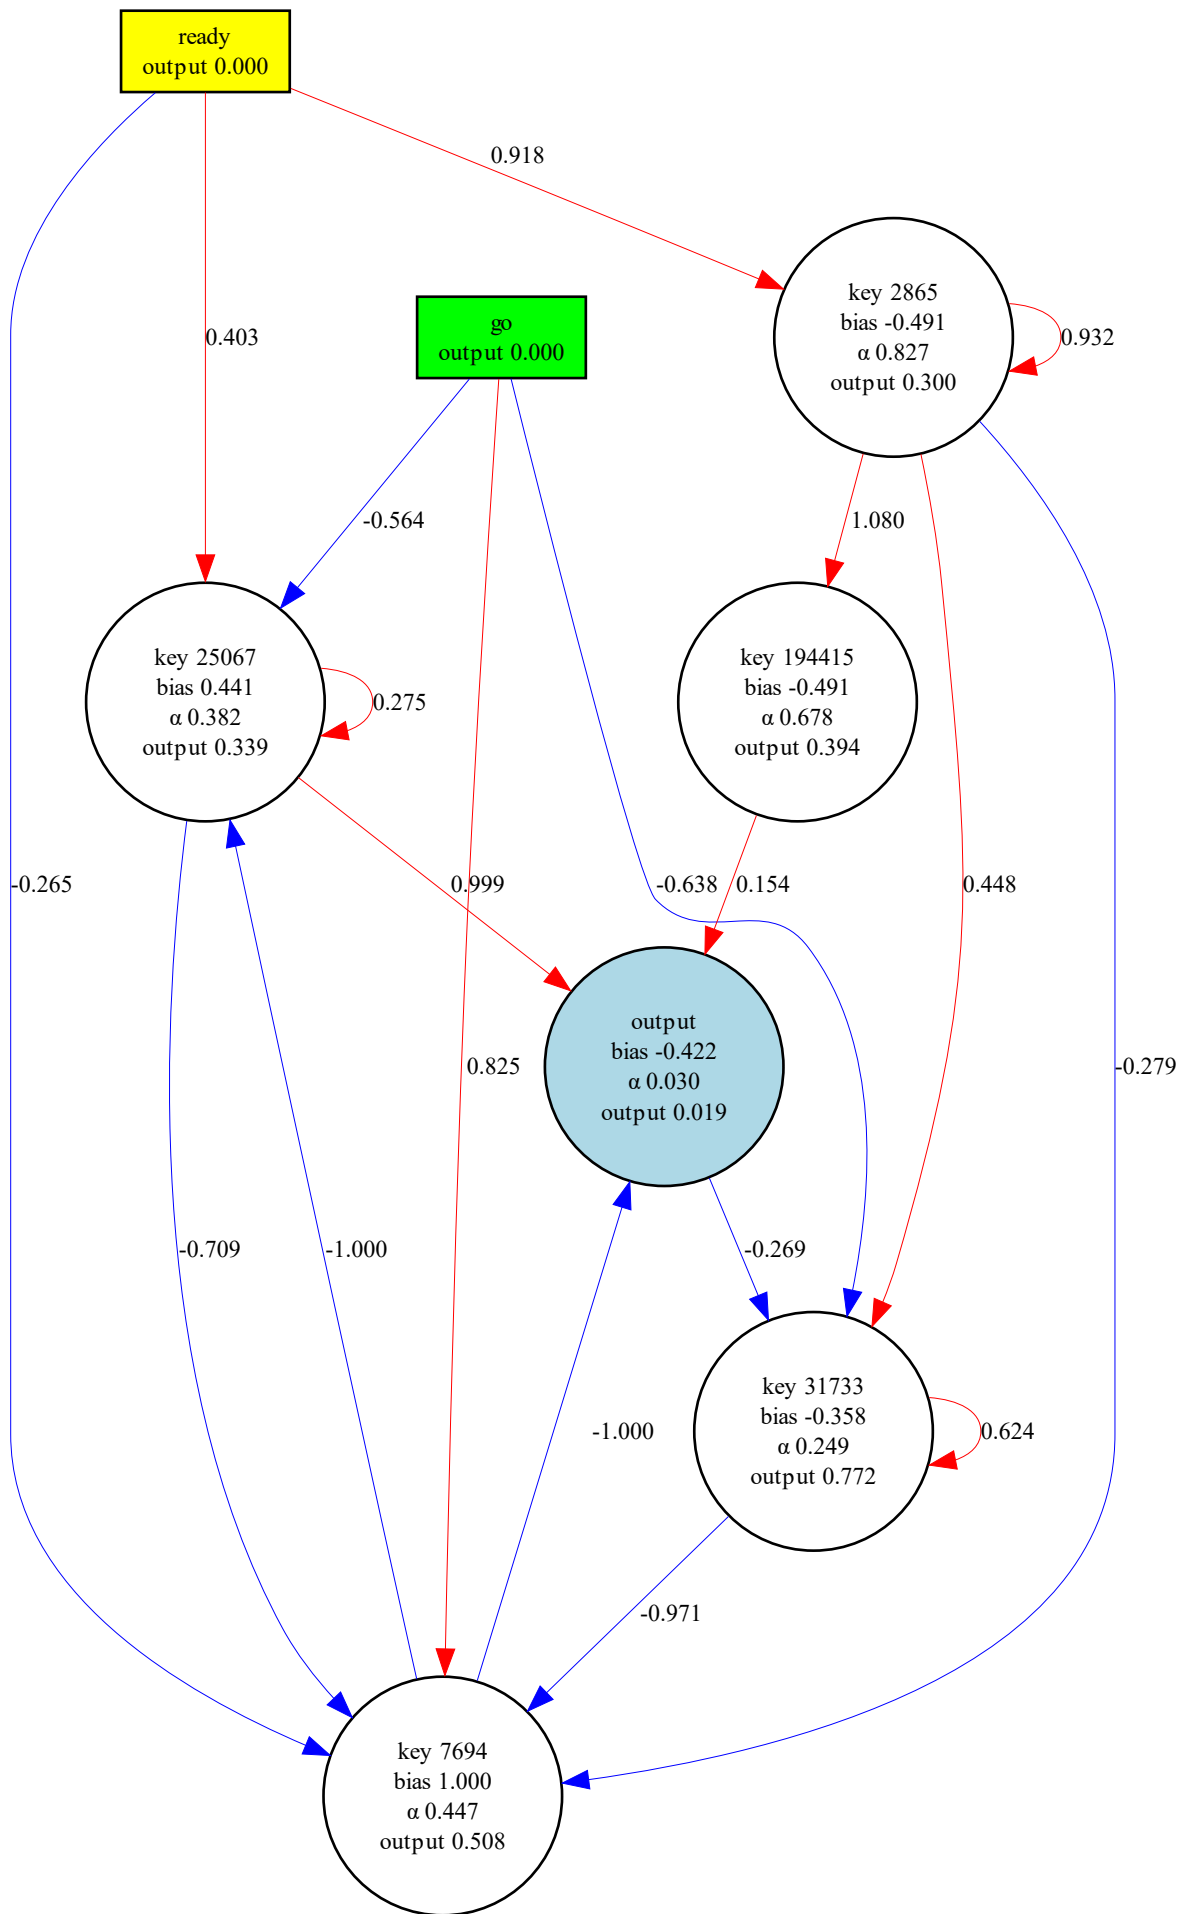 ready
output 0.000
0.918
key 2865
bias -0.491
α 0.827
output 0.300
0.932
go
output 0.000
0.403
-0.564
1.080
key 25067
bias 0.441
α 0.382
output 0.339
0.275
key 194415
bias -0.491
α 0.678
output 0.394
-0.265
0.999
-0.638
0.154
0.448
output
bias -0.422
α 0.030
output 0.019
0.825
-0.279
-0.709
-1.000
-0.269
key 31733
bias -0.358
α 0.249
output 0.772
0.624
-1.000
-0.971
key 7694
bias 1.000
α 0.447
output 0.508